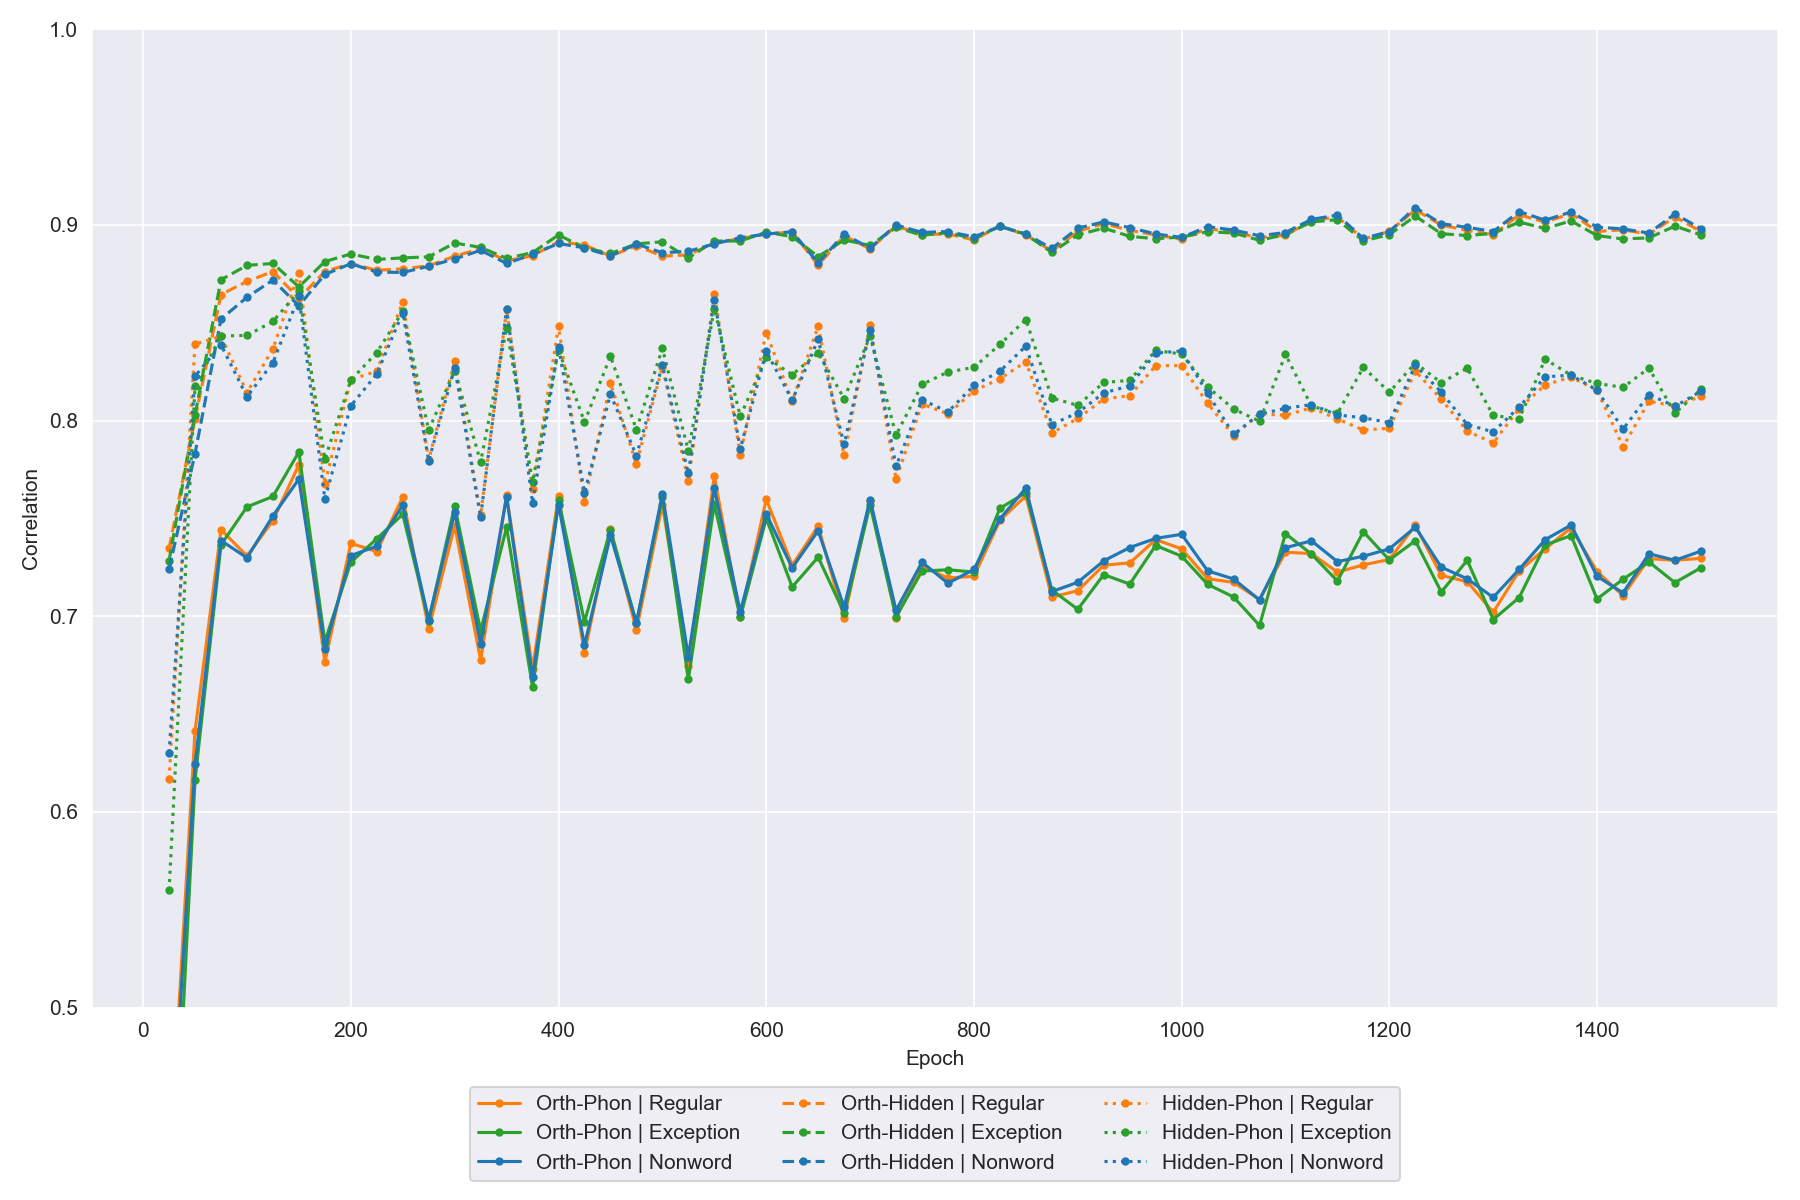 1.0
0.9
0.8
0.7
0.6
0.5
Correlation
0 200 400 600 800 1000 1200 1400
Epoch
Orth-Phon | Regular
Orth-Phon | Exception
Orth-Phon | Nonword
Orth-Hidden | Regular
Orth-Hidden | Exception
Orth-Hidden | Nonword
Hidden-Phon | Regular
Hidden-Phon | Exception
Hidden-Phon | Nonword